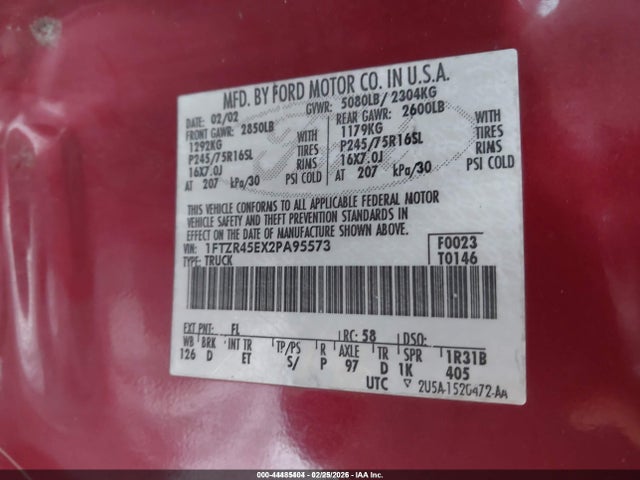 MFD. BY FORD MOTOR CO. IN U.S.A.
DATE: 02/02 GVWR: 5080LB/ 2304KG
FRONT GAWR: 2850LB REAR GAWR: 2600LB
1292KG WITH 1179KG WITH
P245/75R16SL TIRES P245/75R16SL TIRES
16X7.0J RIMS 16X7.0J RIMS
AT 207 kPa/30 PSI COLD AT 207 kPa/30 PSI COLD
THIS VEHICLE CONFORMS TO ALL APPLICABLE FEDERAL MOTOR
VEHICLE SAFETY AND THEFT PREVENTION STANDARDS IN
EFFECT ON THE DATE OF MANUFACTURE SHOWN ABOVE.
VIN: 1FTZR45EX2PA95573 F0023
TYPE: TRUCK T0146
EXT PNT: FL RC: 58 DSO:
WB BRK INT TR TP/PS R AXLE TR SPR 1R31B
126 D ET S/ P 97 D 1K 405
UTC ▽ 2U5A-1520472-AA
000-44485404 - 02/25/2026 - IAA Inc.